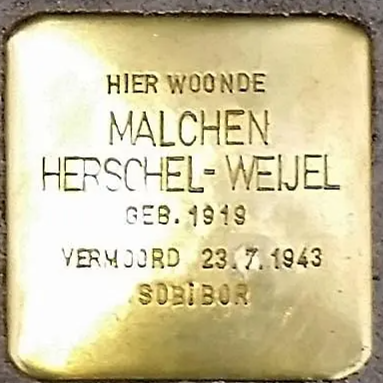 HIER WOONDE
MALCHEN
HERSCHEL-WEIJEL
GEB. 1919
VERMOORD 23.7.1943
SOBIBOR